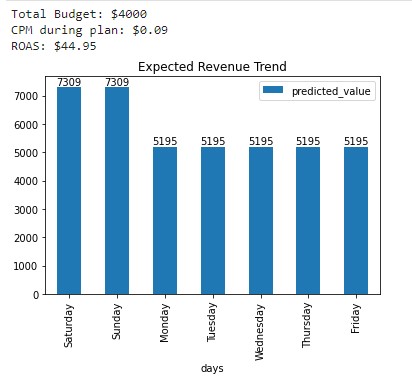 Total Budget: $4000
CPM during plan: $0.09
ROAS: $44.95
Expected Revenue Trend
predicted_value
7309 7309 5195 5195 5195 5195 5195
7000
6000
5000
4000
3000
2000
1000
0
Saturday Sunday Monday Tuesday Wednesday Thursday Friday
days